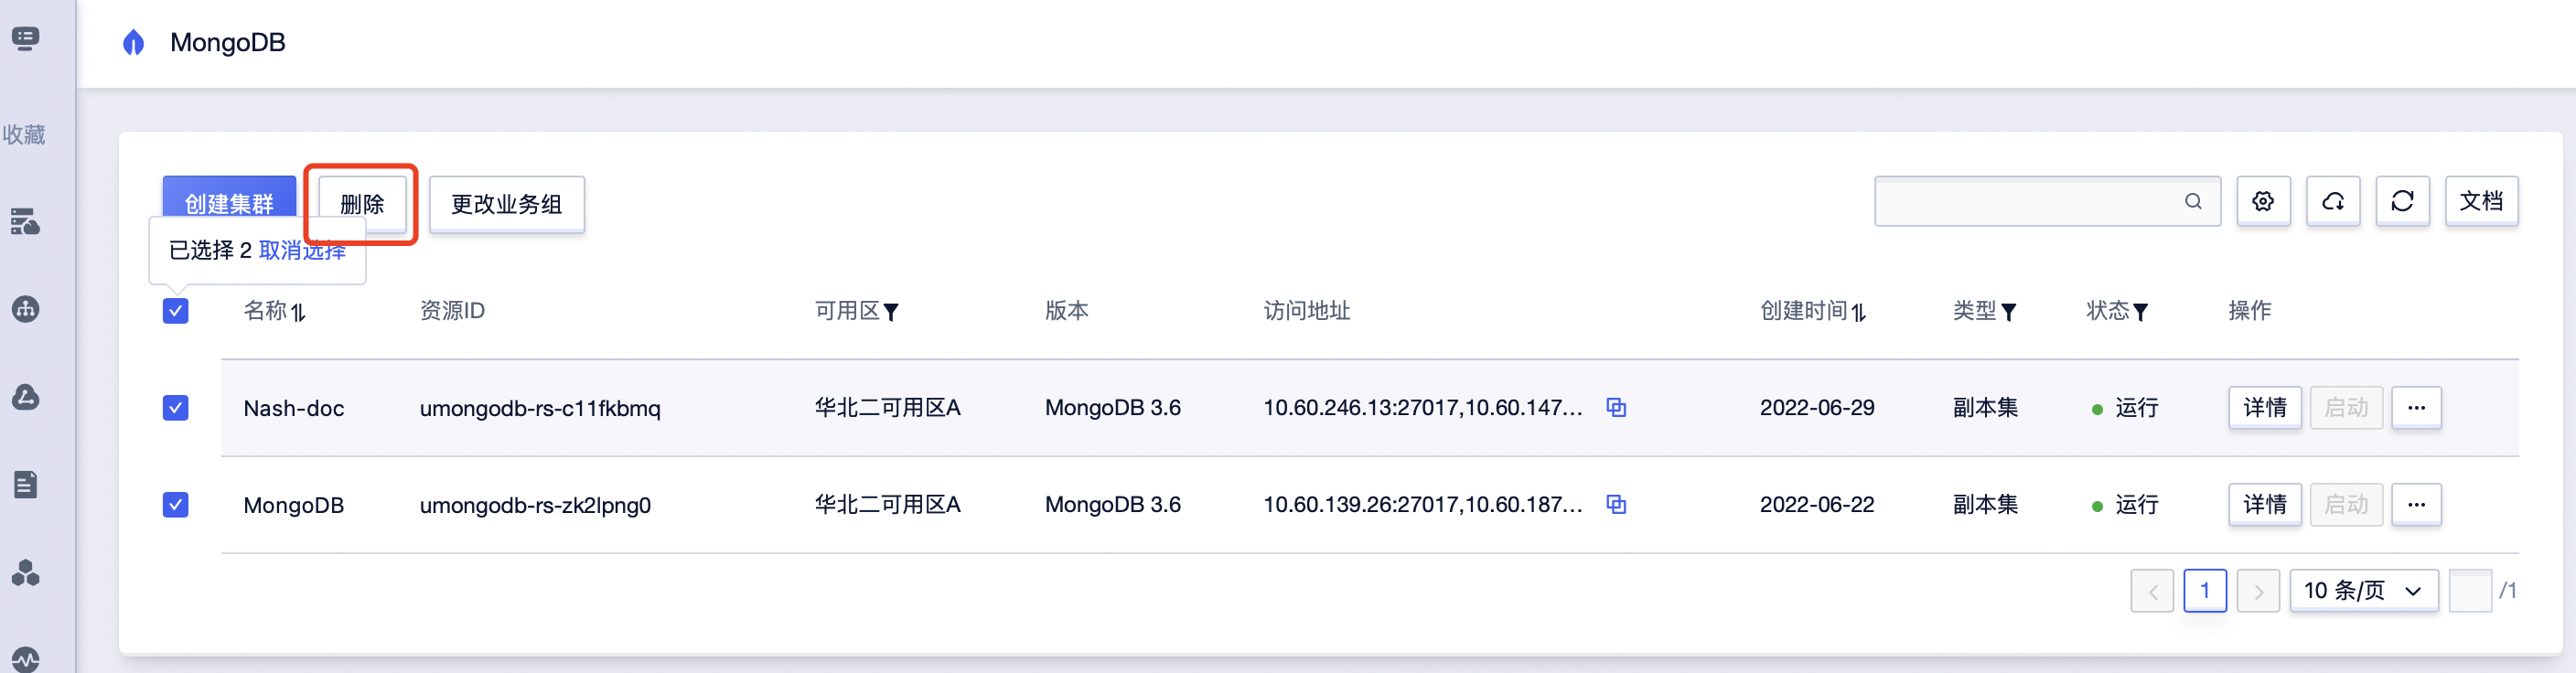 MongoDB
收藏
创建集群 删除 更改业务组 文档
已选择 2 取消选择
名称 资源ID 可用区 版本 访问地址 创建时间 类型 状态 操作
Nash-doc umongodb-rs-c11fkbmq 华北二可用区A MongoDB 3.6 10.60.246.13:27017,10.60.147... 2022-06-29 副本集 运行 详情 启动 ...
MongoDB umongodb-rs-zk2lpng0 华北二可用区A MongoDB 3.6 10.60.139.26:27017,10.60.187... 2022-06-22 副本集 运行 详情 启动 ...
1 10 条/页 /1